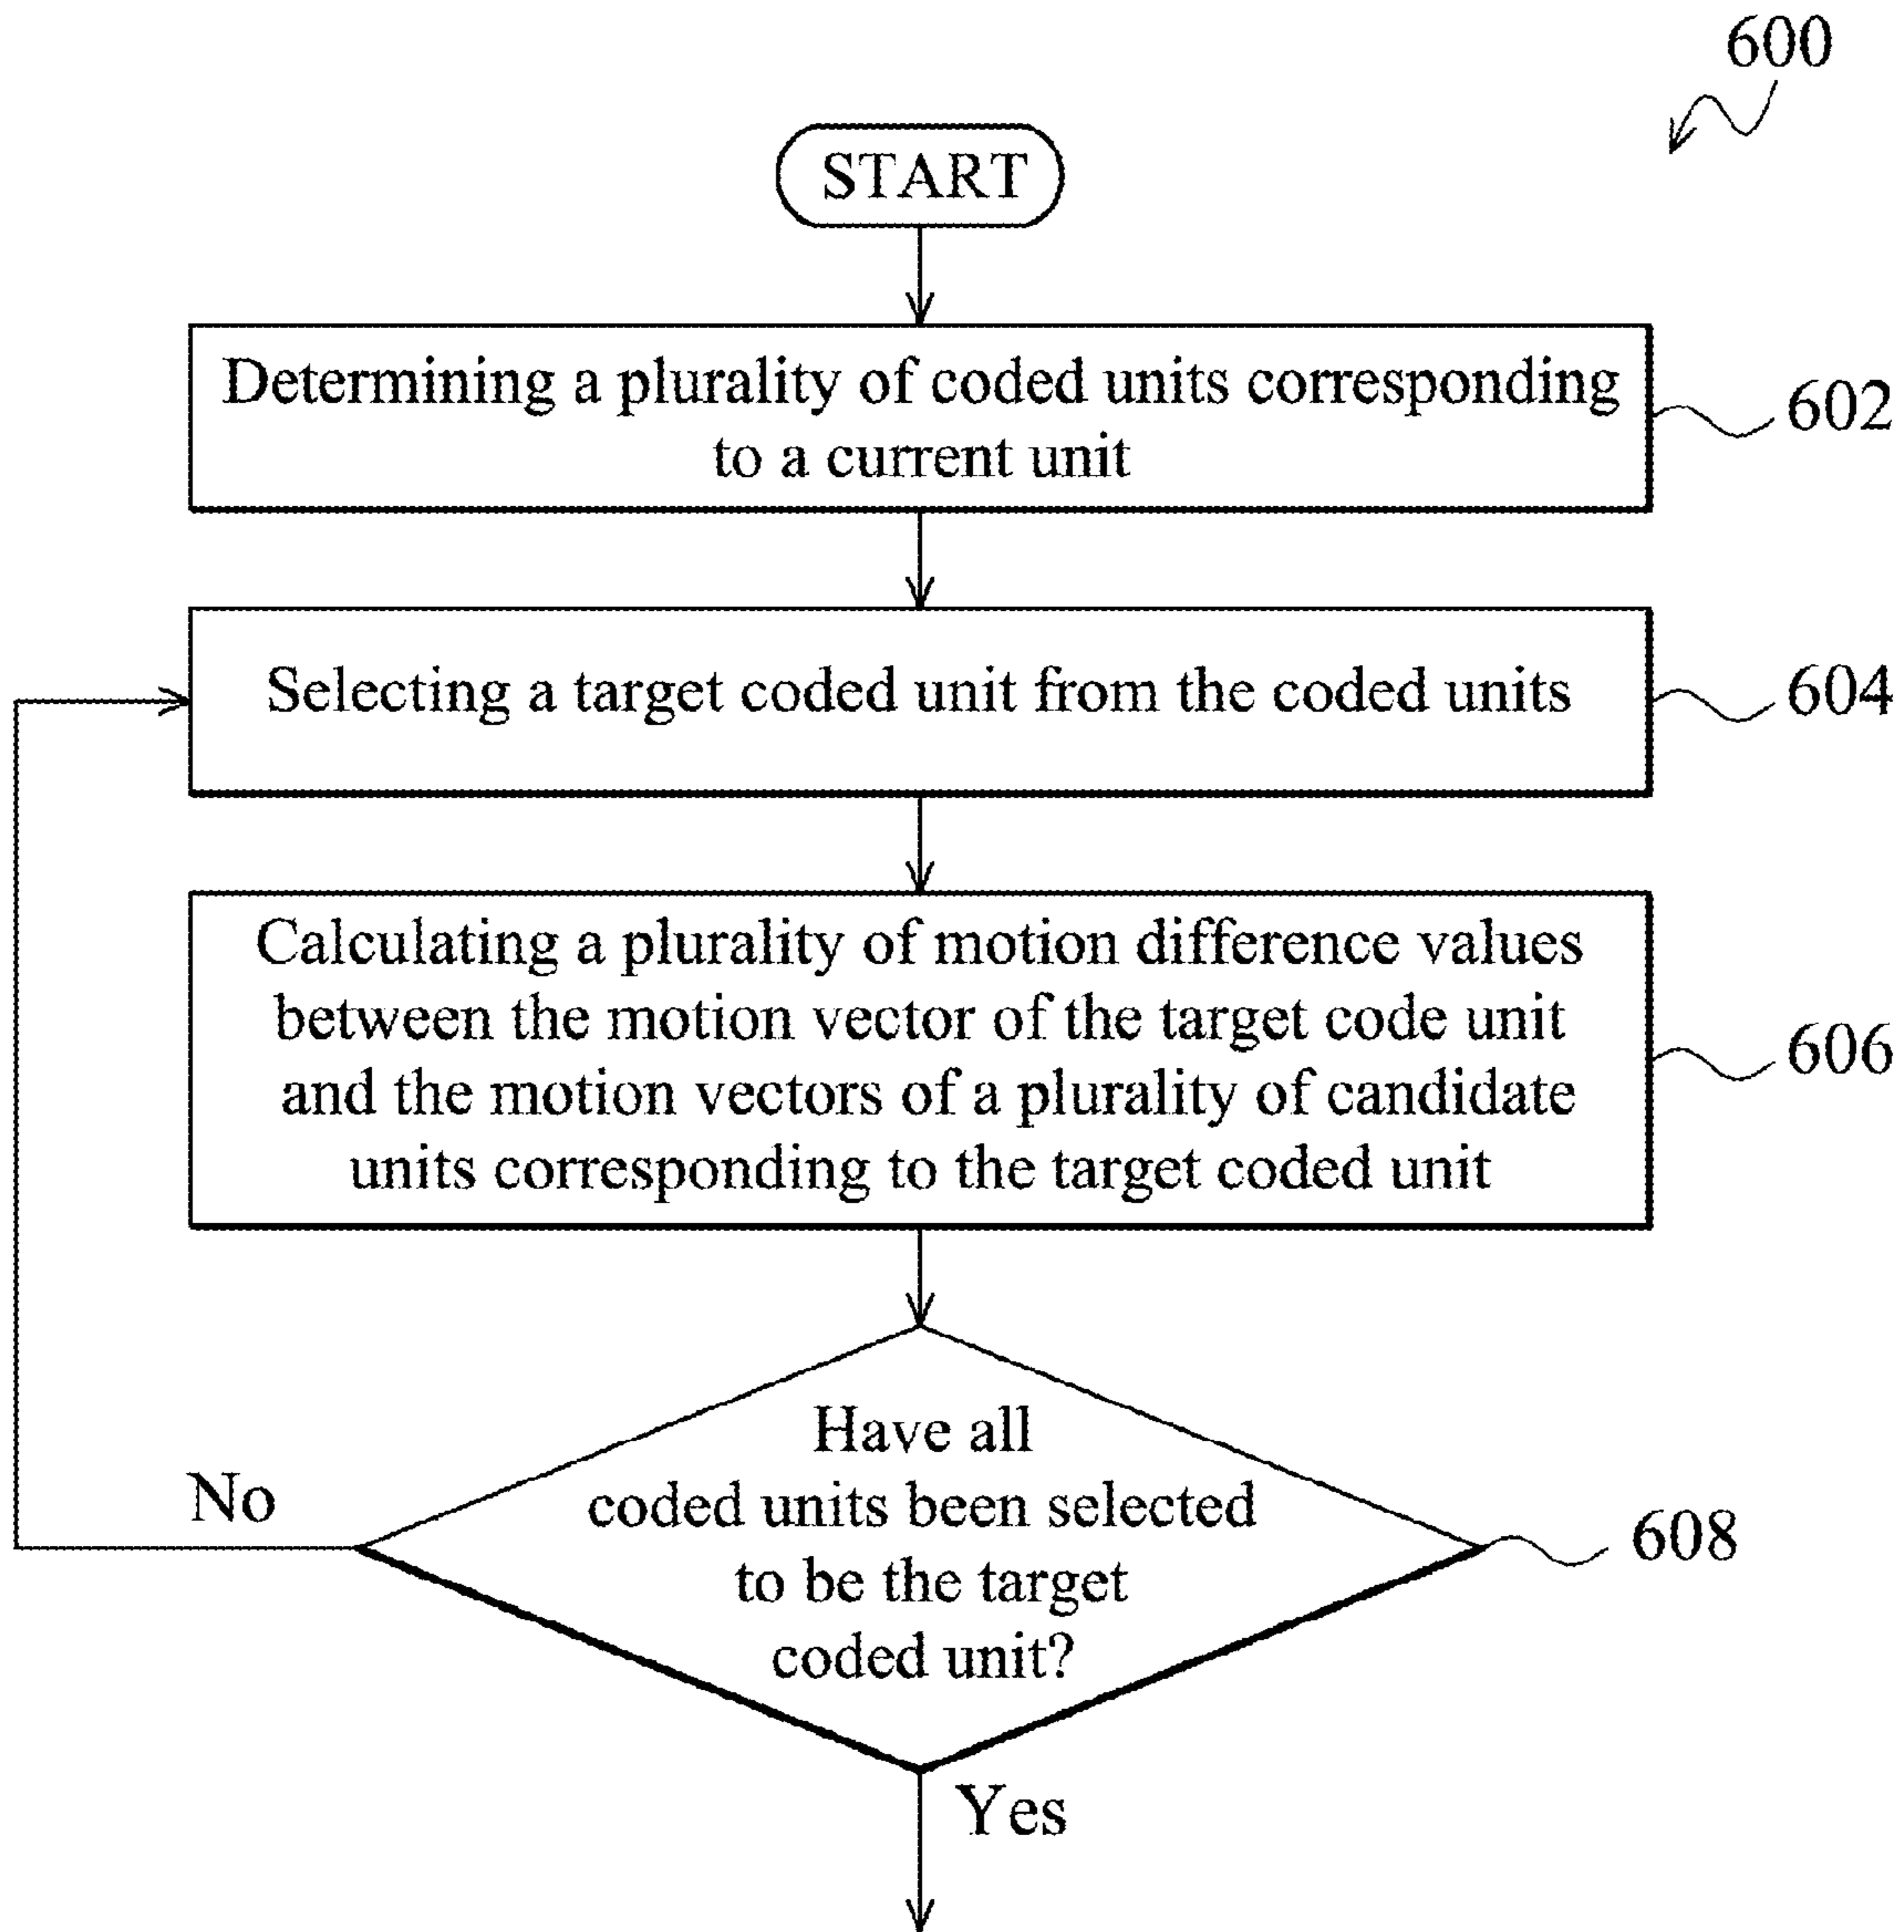 600
START
Determining a plurality of coded units corresponding
to a current unit
602
Selecting a target coded unit from the coded units
604
Calculating a plurality of motion difference values
between the motion vector of the target code unit
and the motion vectors of a plurality of candidate
units corresponding to the target coded unit
606
Have all
coded units been selected
to be the target
coded unit?
608
No
Yes